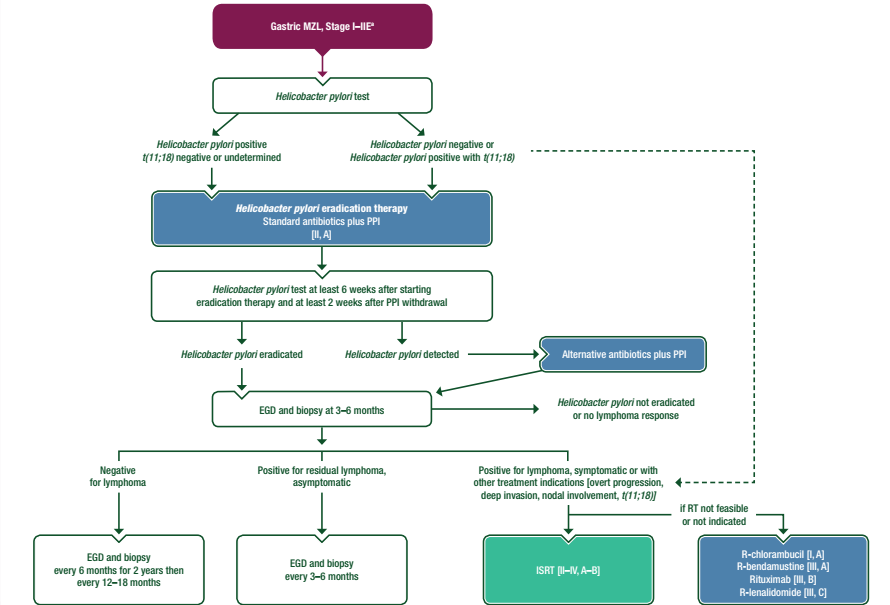 Gastric MZL, Stage I–IIEª
Helicobacter pylori test
Helicobacter pylori positive
t(11;18) negative or undetermined
Helicobacter pylori negative or
Helicobacter pylori positive with t(11;18)
Helicobacter pylori eradication therapy
Standard antibiotics plus PPI
[II, A]
Helicobacter pylori test at least 6 weeks after starting
eradication therapy and at least 2 weeks after PPI withdrawal
Helicobacter pylori eradicated
Helicobacter pylori detected
Alternative antibiotics plus PPI
EGD and biopsy at 3–6 months
Helicobacter pylori not eradicated
or no lymphoma response
Negative
for lymphoma
Positive for residual lymphoma,
asymptomatic
Positive for lymphoma, symptomatic or with
other treatment indications [overt progression,
deep invasion, nodal involvement, t(11;18)]
if RT not feasible
or not indicated
EGD and biopsy
every 6 months for 2 years then
every 12–18 months
EGD and biopsy
every 3–6 months
ISRT [II–IV, A–B]
R-chlorambucil [I, A]
R-bendamustine [III, A]
Rituximab [III, B]
R-lenalidomide [III, C]